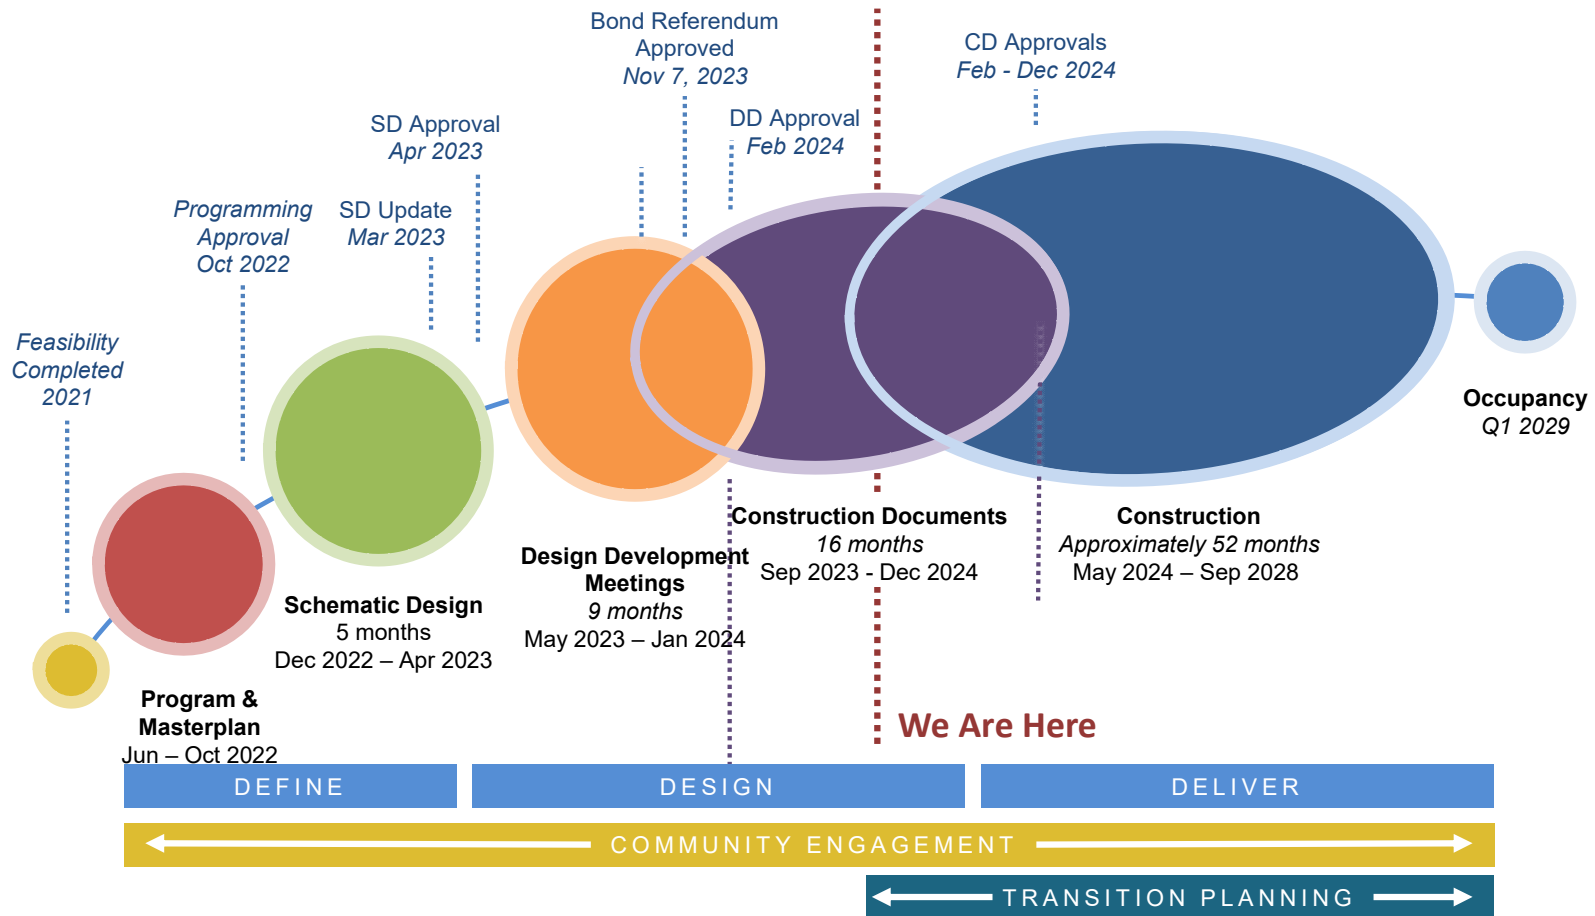 Bond Referendum
Approved
Nov 7, 2023
CD Approvals
Feb - Dec 2024
SD Approval
Apr 2023
DD Approval
Feb 2024
Programming
Approval
Oct 2022
SD Update
Mar 2023
Feasibility
Completed
2021
Occupancy
Q1 2029
Construction Documents
16 months
Sep 2023 - Dec 2024
Construction
Approximately 52 months
May 2024 – Sep 2028
Design Development
Meetings
9 months
May 2023 – Jan 2024
Schematic Design
5 months
Dec 2022 – Apr 2023
Program &
Masterplan
Jun – Oct 2022
We Are Here
DEFINE
DESIGN
DELIVER
COMMUNITY ENGAGEMENT
TRANSITION PLANNING